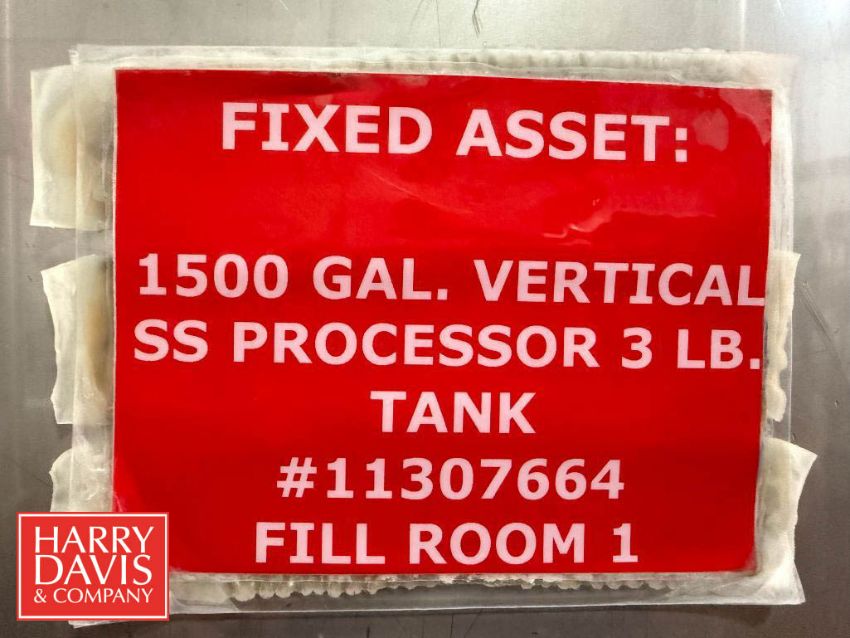 FIXED ASSET:
1500 GAL. VERTICAL
SS PROCESSOR 3 LB.
TANK
#11307664
FILL ROOM 1
HARRY
DAVIS
& COMPANY